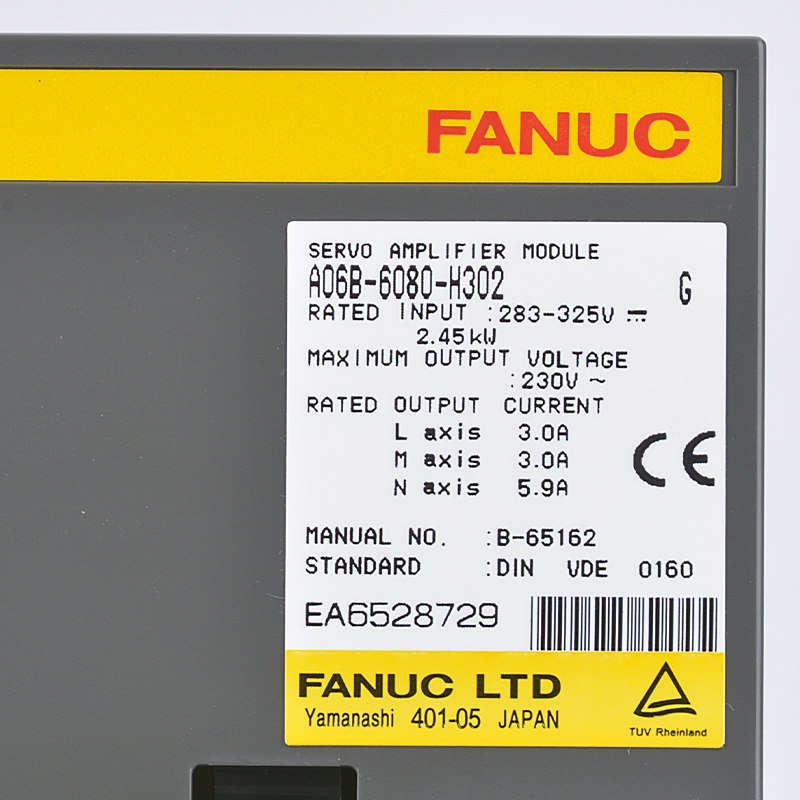 FANUC
SERVO AMPLIFIER MODULE
A06B-6080-H302 G
RATED INPUT :283-325V ⎓
2.45kW
MAXIMUM OUTPUT VOLTAGE
:230V ~
RATED OUTPUT CURRENT
L axis 3.0A
M axis 3.0A
N axis 5.9A
CE
MANUAL NO. :B-65162
STANDARD :DIN VDE 0160
EA6528729
FANUC LTD
Yamanashi 401-05 JAPAN
TUV Rheinland